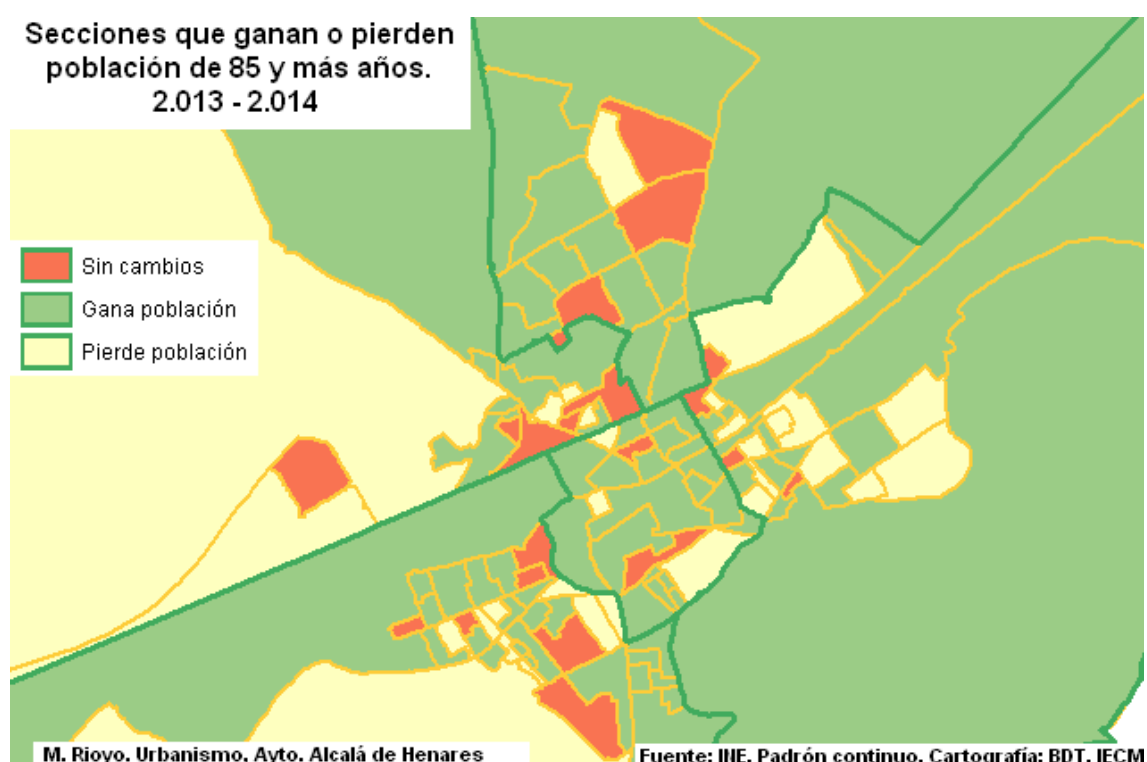 Secciones que ganan o pierden
población de 85 y más años.
2.013 - 2.014
Sin cambios
Gana población
Pierde población
M. Rioyo. Urbanismo. Ayto. Alcalá de Henares
Fuente: INE. Padrón continuo. Cartografía: BDT. IECM